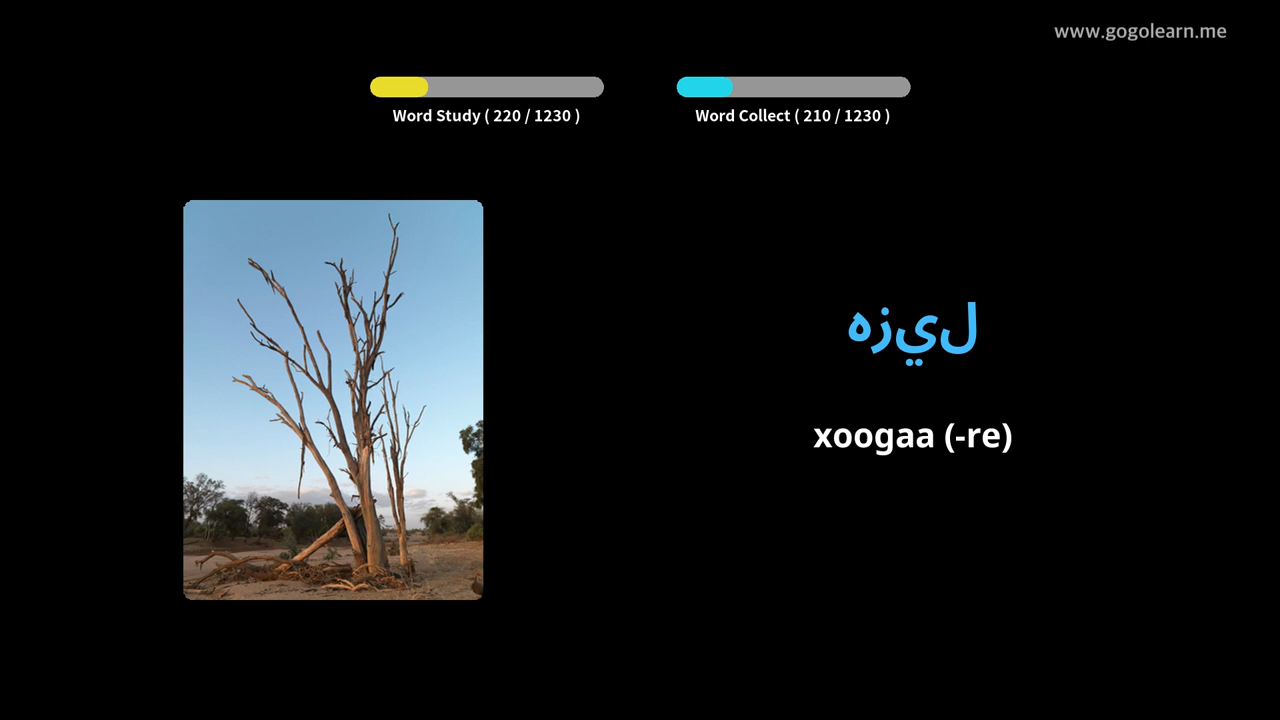 www.gogolearn.me
Word Study ( 220 / 1230 )
Word Collect ( 210 / 1230 )
ليزه
xoogaa (-re)